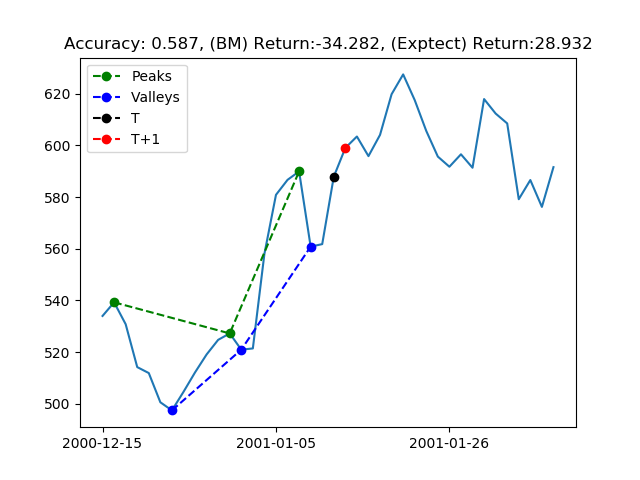 Accuracy: 0.587, (BM) Return:-34.282, (Exptect) Return:28.932
Peaks
Valleys
T
T+1
620
600
580
560
540
520
500
2000-12-15
2001-01-05
2001-01-26